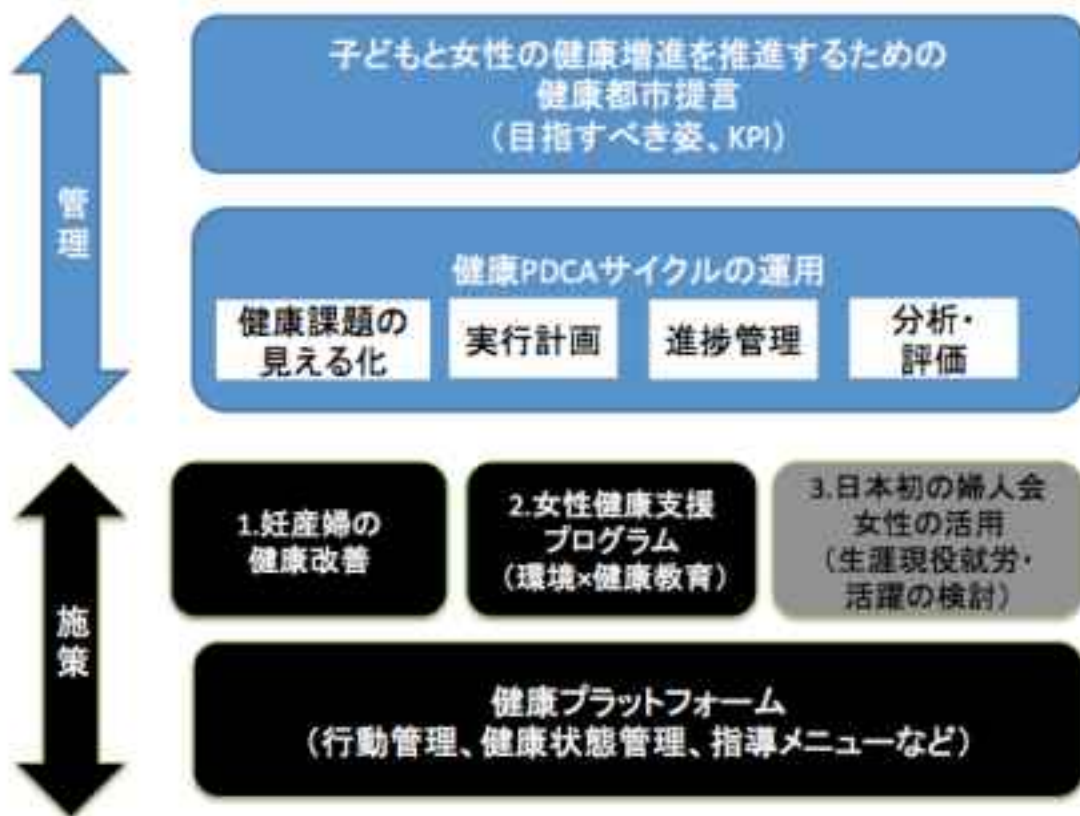 子どもと女性の健康増進を推進するための
健康都市提言
（目指すべき姿、KPI）
管理
健康PDCAサイクルの運用
健康課題の
見える化
実行計画
進捗管理
分析・
評価
1.妊産婦の
健康改善
2.女性健康支援
プログラム
（環境×健康教育）
3.日本初の婦人会
女性の活用
（生涯現役就労・
活躍の検討）
施策
健康プラットフォーム
（行動管理、健康状態管理、指導メニューなど）